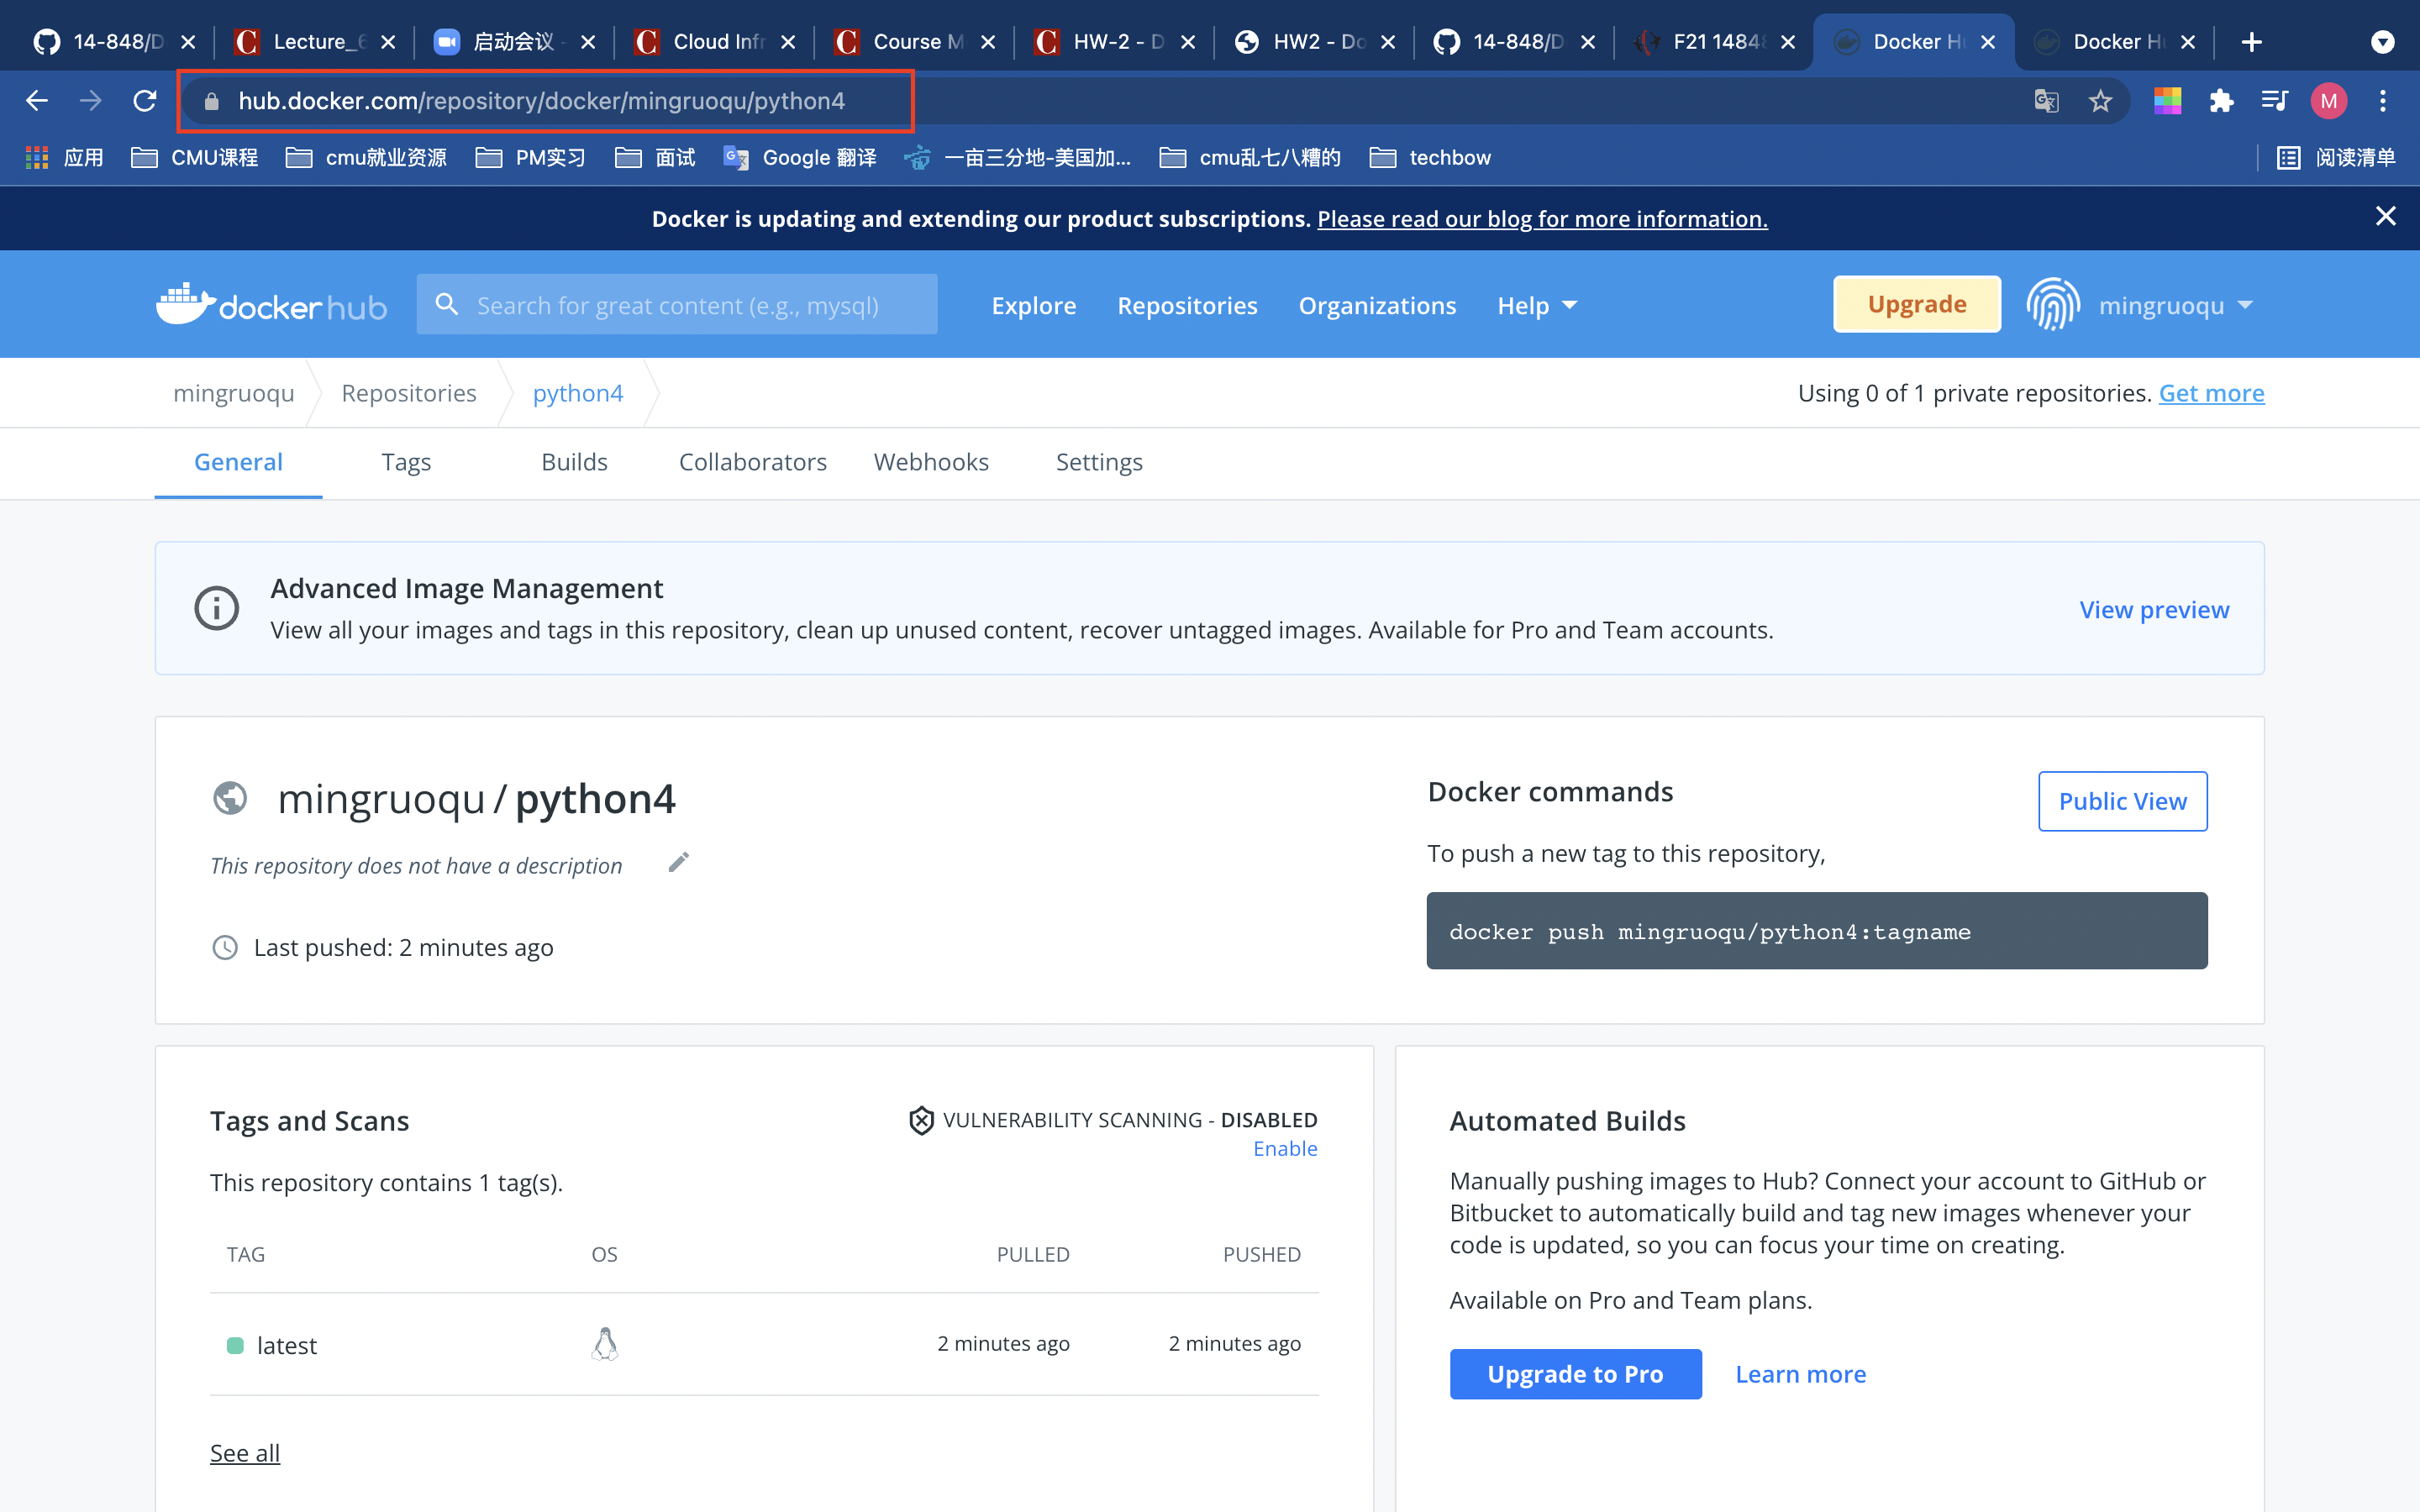 14-848/D
Lecture_6
启动会议 -
Cloud Infr
Course M
HW-2 - D
HW2 - Do
14-848/D
F21 1484
Docker H
Docker H
hub.docker.com/repository/docker/mingruoqu/python4
M
应用
CMU课程
cmu就业资源
PM实习
面试
Google 翻译
一亩三分地-美国加...
cmu乱七八糟的
techbow
阅读清单
Docker is updating and extending our product subscriptions. Please read our blog for more information.
dockerhub
Search for great content (e.g., mysql)
Explore
Repositories
Organizations
Help
Upgrade
mingruoqu
mingruoqu
Repositories
python4
Using 0 of 1 private repositories. Get more
General
Tags
Builds
Collaborators
Webhooks
Settings
Advanced Image Management
View all your images and tags in this repository, clean up unused content, recover untagged images. Available for Pro and Team accounts.
View preview
mingruoqu / python4
This repository does not have a description
Last pushed: 2 minutes ago
Docker commands
Public View
To push a new tag to this repository,
docker push mingruoqu/python4:tagname
Tags and Scans
VULNERABILITY SCANNING - DISABLED
Enable
This repository contains 1 tag(s).
TAG
OS
PULLED
PUSHED
latest
2 minutes ago
2 minutes ago
See all
Automated Builds
Manually pushing images to Hub? Connect your account to GitHub or
Bitbucket to automatically build and tag new images whenever your
code is updated, so you can focus your time on creating.
Available on Pro and Team plans.
Upgrade to Pro
Learn more